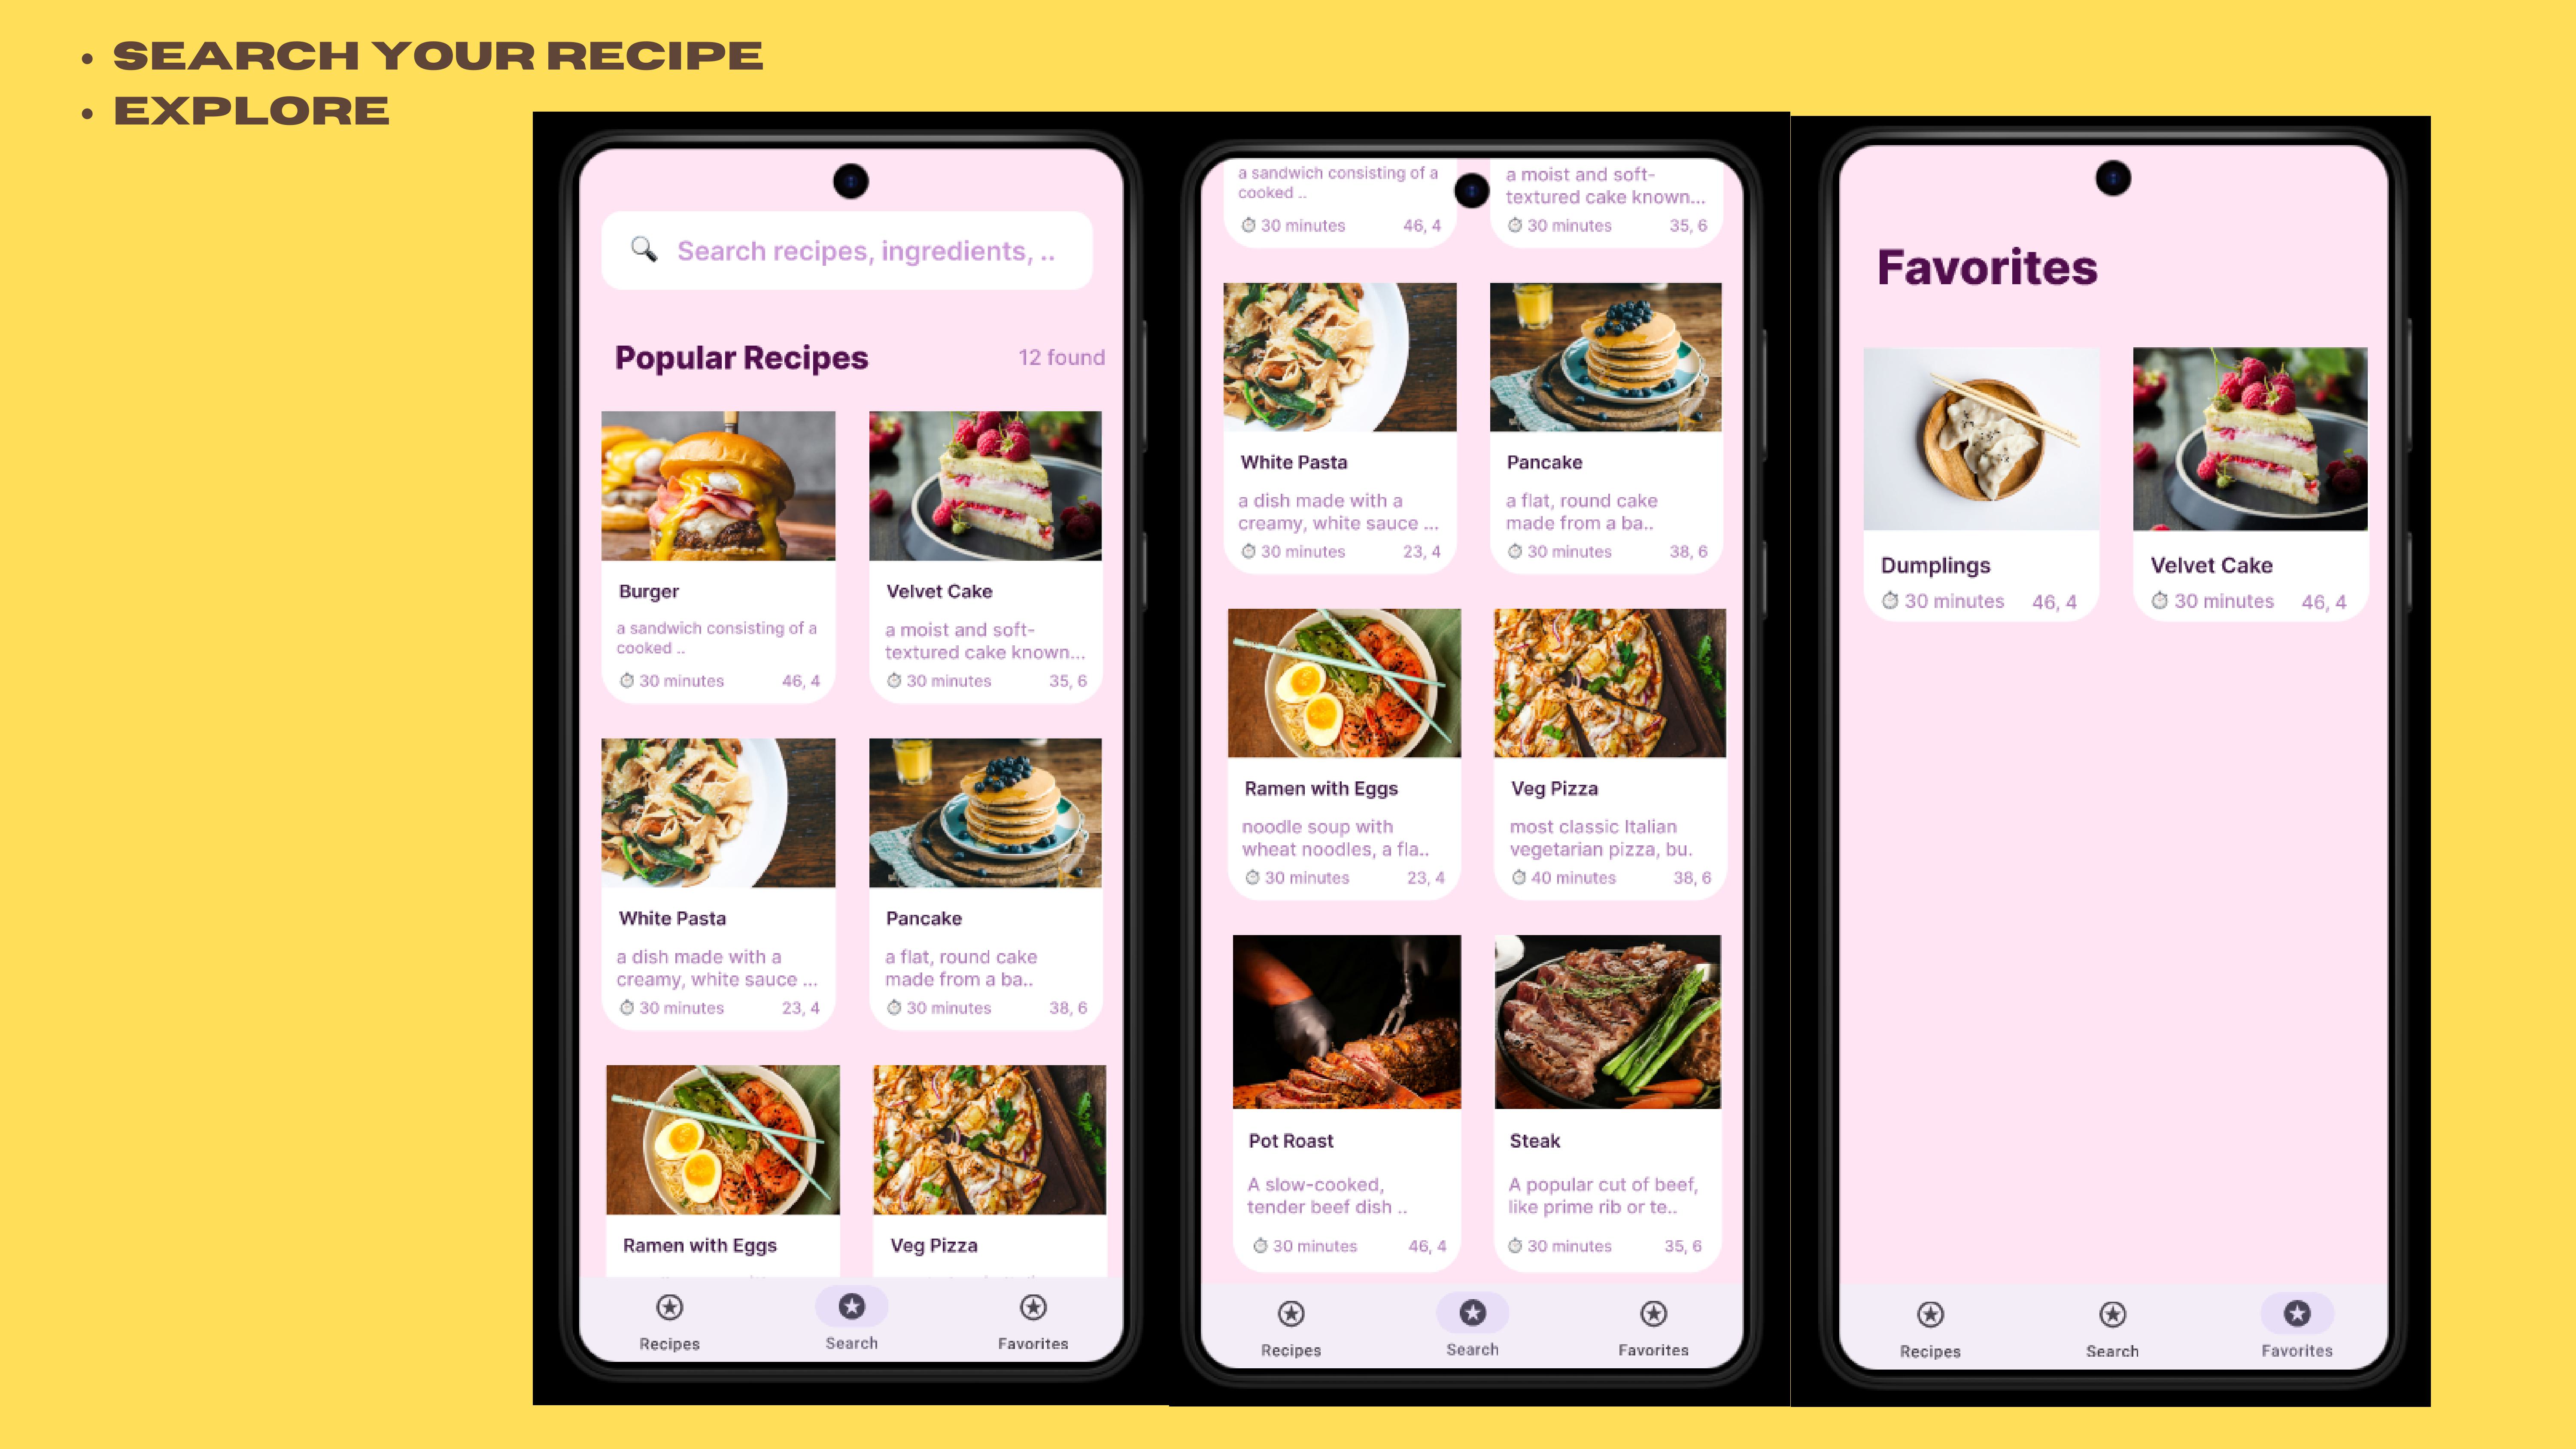 • SEARCH YOUR RECIPE
• EXPLORE
Search recipes, ingredients, ..
Popular Recipes 12 found
Burger
a sandwich consisting of a
cooked ..
30 minutes 46, 4
Velvet Cake
a moist and soft-
textured cake known...
30 minutes 35, 6
White Pasta
a dish made with a
creamy, white sauce ...
30 minutes 23, 4
Pancake
a flat, round cake
made from a ba..
30 minutes 38, 6
Ramen with Eggs
Veg Pizza
Recipes Search Favorites
a sandwich consisting of a
cooked ..
30 minutes 46, 4
a moist and soft-
textured cake known...
30 minutes 35, 6
White Pasta
a dish made with a
creamy, white sauce ...
30 minutes 23, 4
Pancake
a flat, round cake
made from a ba..
30 minutes 38, 6
Ramen with Eggs
noodle soup with
wheat noodles, a fla..
30 minutes 23, 4
Veg Pizza
most classic Italian
vegetarian pizza, bu.
40 minutes 38, 6
Pot Roast
A slow-cooked,
tender beef dish ..
30 minutes 46, 4
Steak
A popular cut of beef,
like prime rib or te..
30 minutes 35, 6
Recipes Search Favorites
Favorites
Dumplings
30 minutes 46, 4
Velvet Cake
30 minutes 46, 4
Recipes Search Favorites